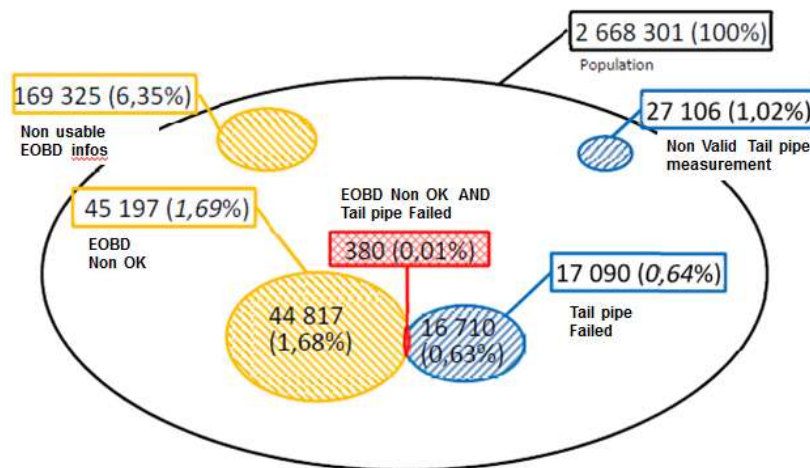 2 668 301 (100%)
Population
169 325 (6,35%)
Non usable
EOBD infos
27 106 (1,02%)
Non Valid Tail pipe
measurement
45 197 (1,69%)
EOBD
Non OK
EOBD Non OK AND
Tail pipe Failed
380 (0,01%)
17 090 (0,64%)
Tail pipe
Failed
44 817
(1,68%)
16 710
(0,63%)